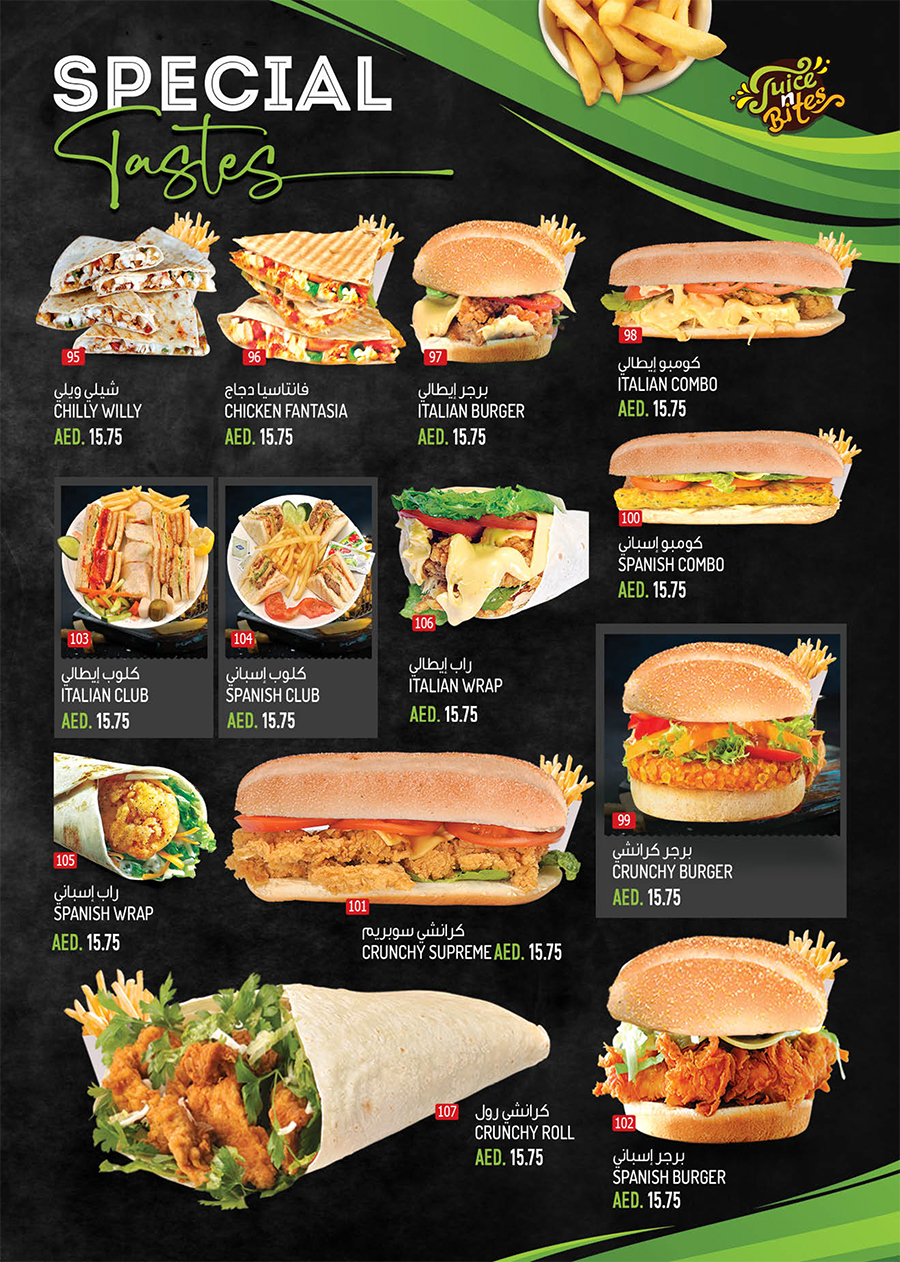 SPECIAL
Tastes
Juice
n
Bites
95
شيلي ويلي
CHILLY WILLY
AED. 15.75
96
فانتاسيا دجاج
CHICKEN FANTASIA
AED. 15.75
97
برجر إيطالي
ITALIAN BURGER
AED. 15.75
98
كومبو إيطالي
ITALIAN COMBO
AED. 15.75
100
كومبو إسباني
SPANISH COMBO
AED. 15.75
103
كلوب إيطالي
ITALIAN CLUB
AED. 15.75
104
كلوب إسباني
SPANISH CLUB
AED. 15.75
106
راب إيطالي
ITALIAN WRAP
AED. 15.75
99
برجر كرانشي
CRUNCHY BURGER
AED. 15.75
105
راب إسباني
SPANISH WRAP
AED. 15.75
101
كرانشي سوبريم
CRUNCHY SUPREME AED. 15.75
107
كرانشي رول
CRUNCHY ROLL
AED. 15.75
102
برجر إسباني
SPANISH BURGER
AED. 15.75